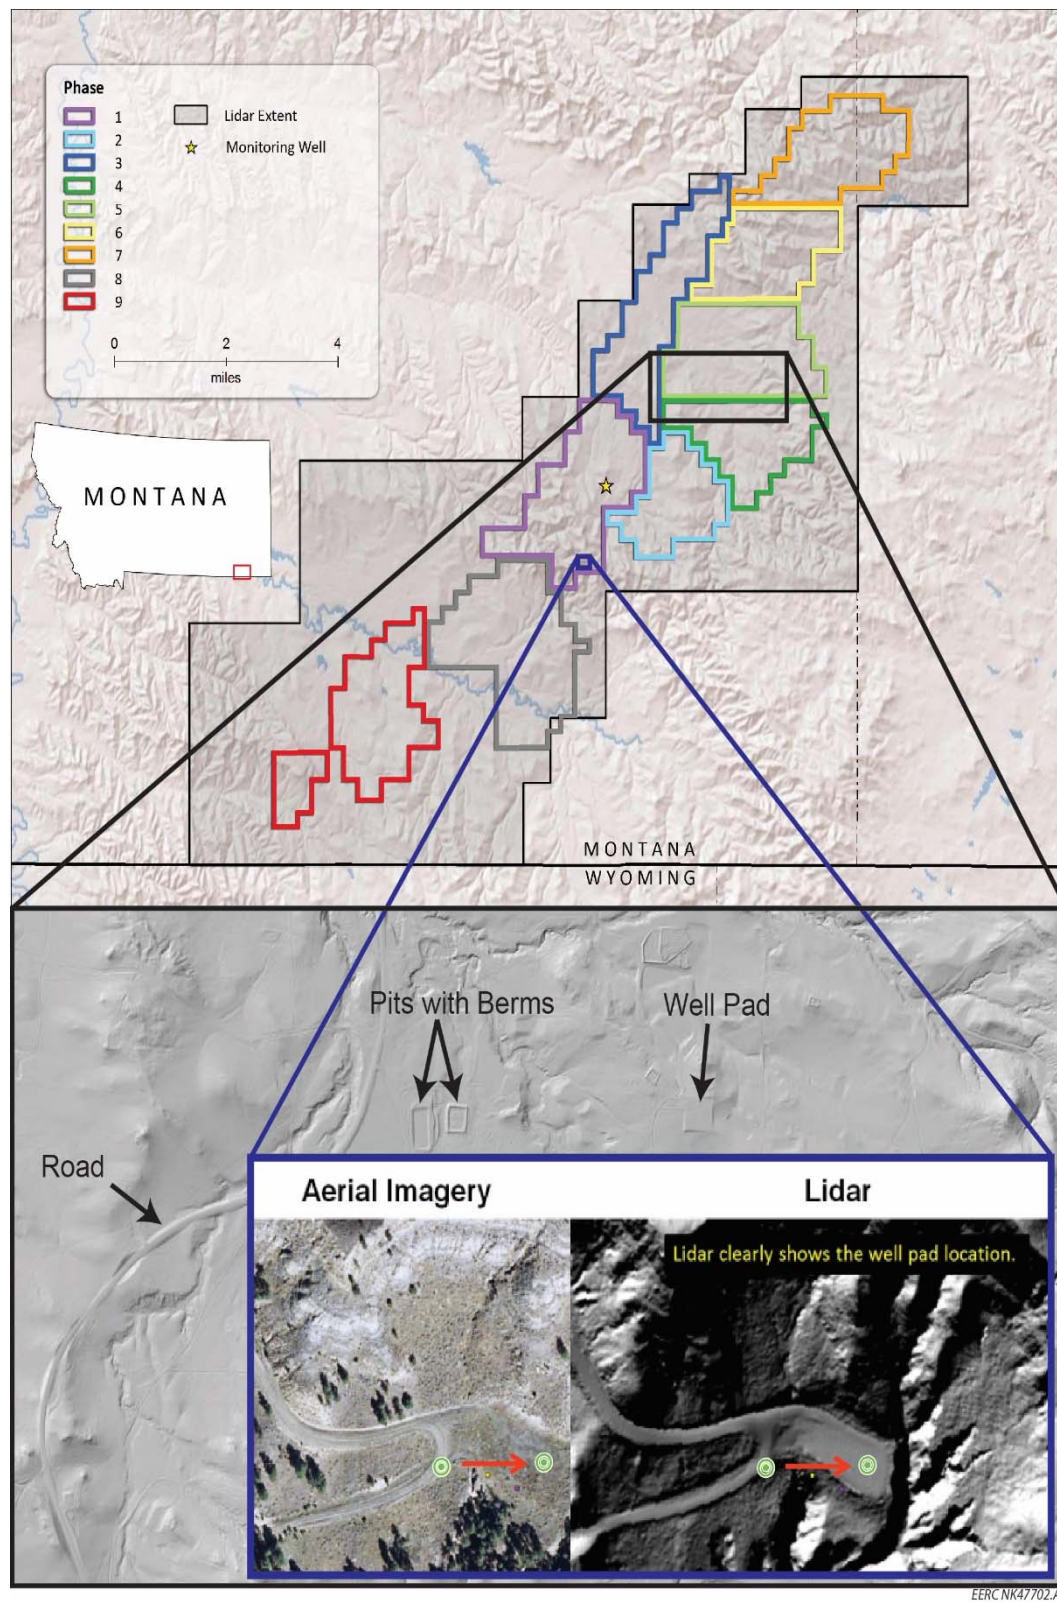 Phase
1
2
3
4
5
6
7
8
9
Lidar Extent
Monitoring Well
0 2 4
miles
MONTANA
MONTANA
WYOMING
Pits with Berms
Well Pad
Road
Aerial Imagery
Lidar
Lidar clearly shows the well pad location.
EERC NK47702.A